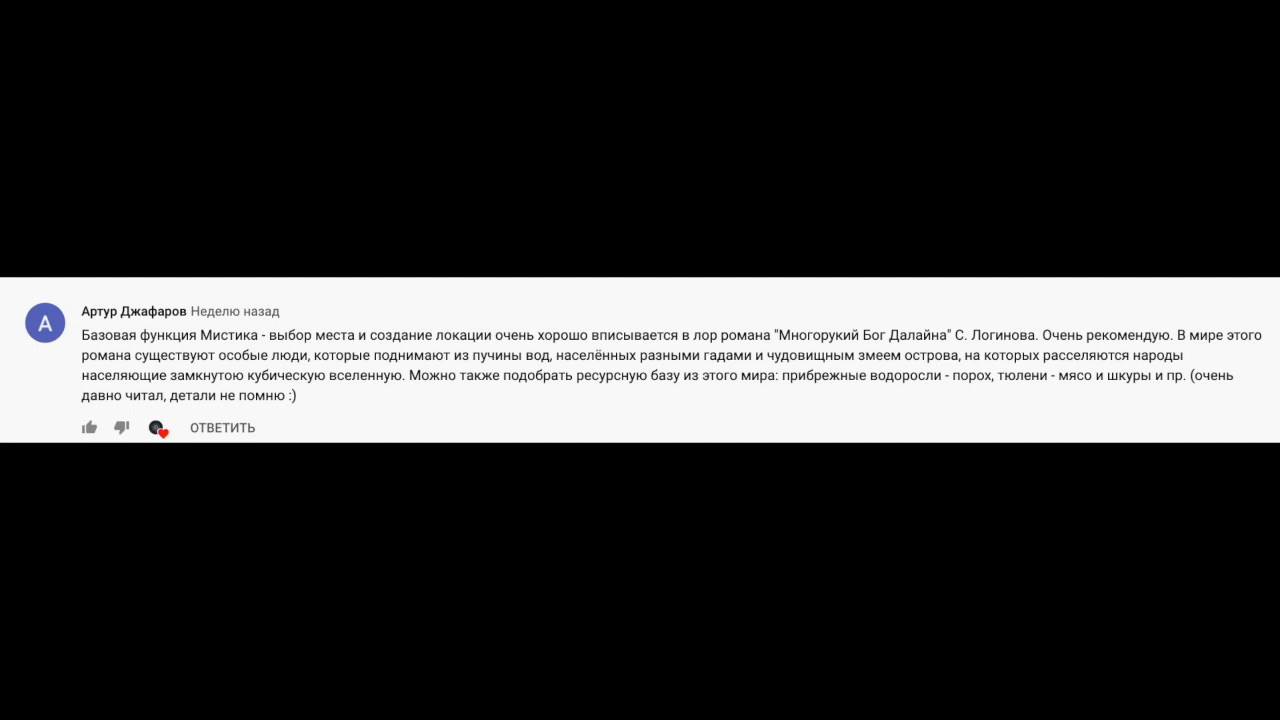 А
Артур Джафаров Неделю назад
Базовая функция Мистика - выбор места и создание локации очень хорошо вписывается в лор романа "Многорукий Бог Далайна" С. Логинова. Очень рекомендую. В мире этого
романа существуют особые люди, которые поднимают из пучины вод, населённых разными гадами и чудовищным змеем острова, на которых расселяются народы
населяющие замкнутою кубическую вселенную. Можно также подобрать ресурсную базу из этого мира: прибрежные водоросли - порох, тюлени - мясо и шкуры и пр. (очень
давно читал, детали не помню :)
ОТВЕТИТЬ